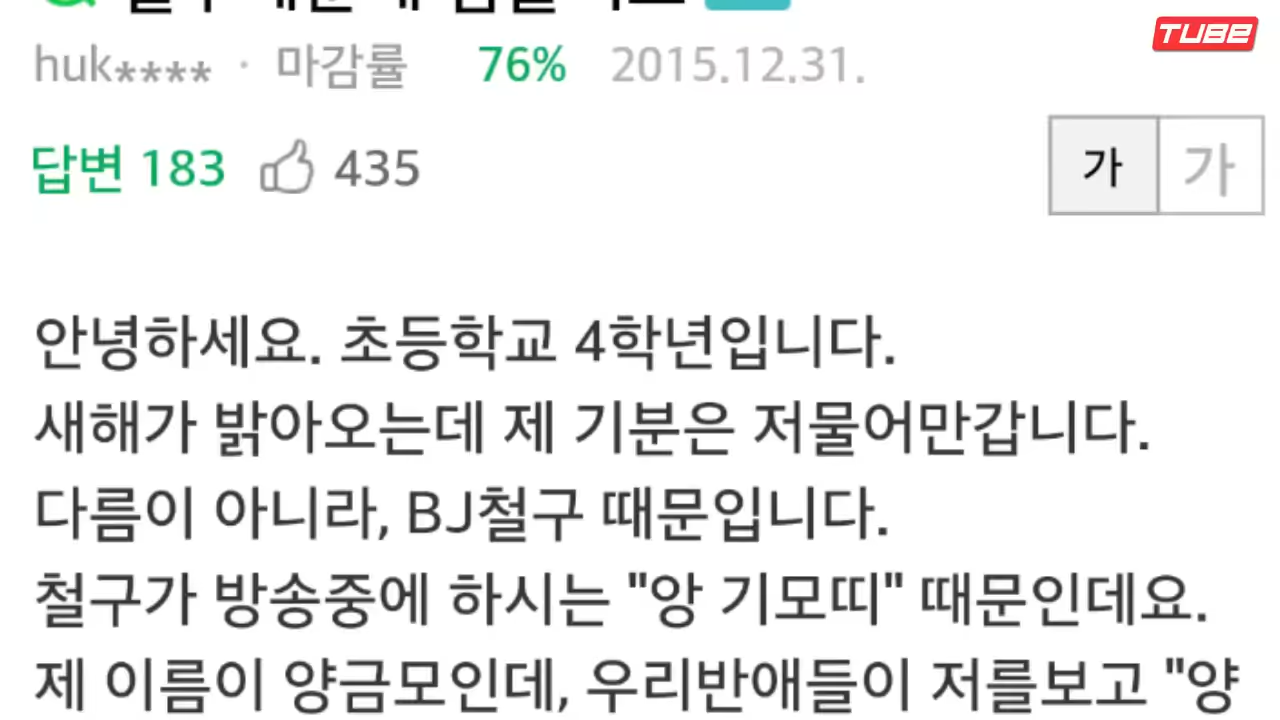 TUBE
huk**** · 마감률 76% 2015.12.31.
답변 183 435
가 가
안녕하세요. 초등학교 4학년입니다.
새해가 밝아오는데 제 기분은 저물어만갑니다.
다름이 아니라, BJ철구 때문입니다.
철구가 방송중에 하시는 "앙 기모띠" 때문인데요.
제 이름이 양금모인데, 우리반애들이 저를보고 "양